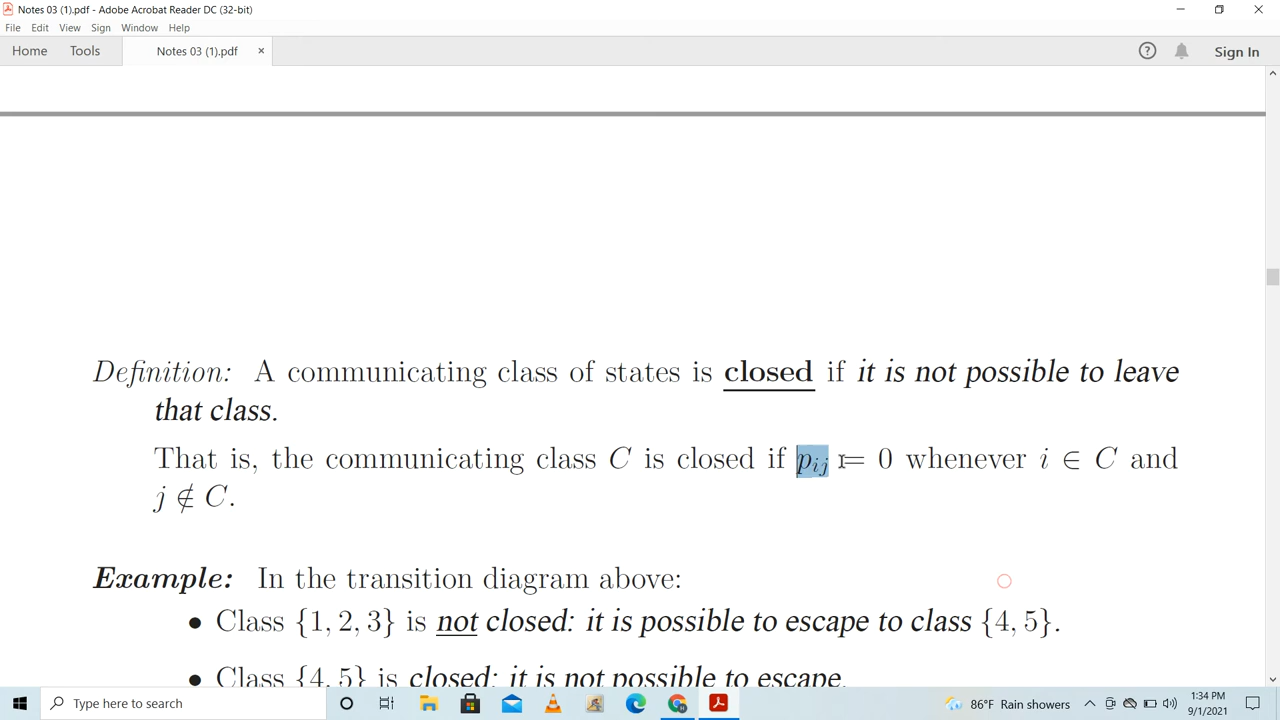 Notes 03 (1).pdf - Adobe Acrobat Reader DC (32-bit)
File Edit View Sign Window Help
Home Tools Notes 03 (1).pdf × ? Sign In
Definition: A communicating class of states is closed if it is not possible to leave
that class.
That is, the communicating class C is closed if pᵢⱼ = 0 whenever i ∈ C and
j ∉ C.
Example: In the transition diagram above:
• Class {1, 2, 3} is not closed: it is possible to escape to class {4, 5}.
• Class {4, 5} is closed: it is not possible to escape.
Type here to search 86°F Rain showers 1:34 PM
9/1/2021